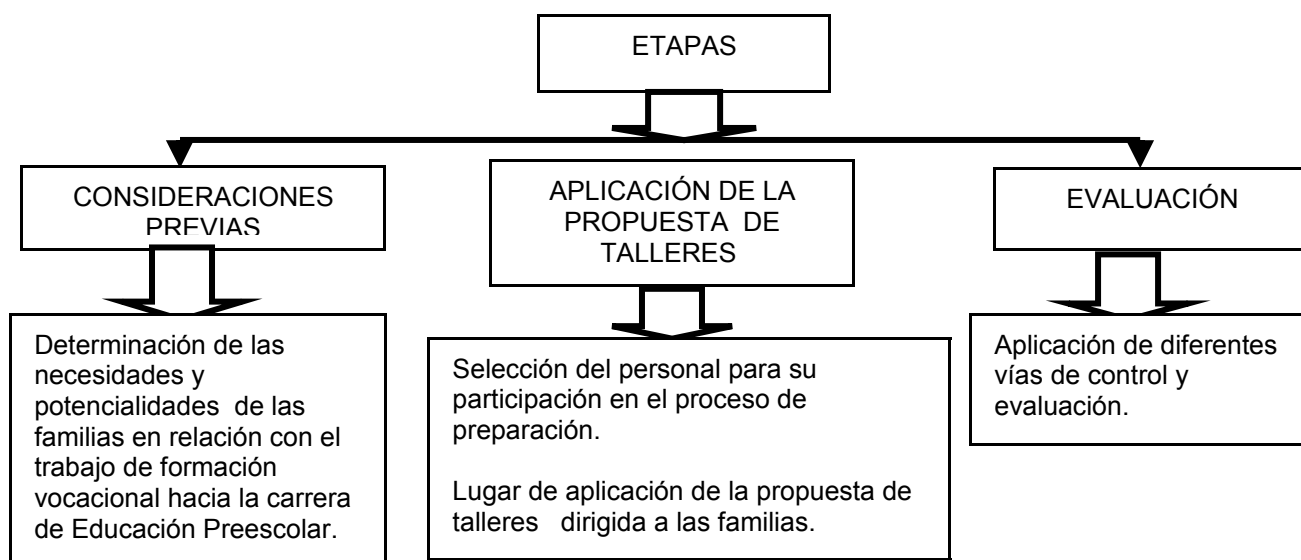 ETAPAS
CONSIDERACIONES
PREVIAS
APLICACIÓN DE LA
PROPUESTA DE
TALLERES
EVALUACIÓN
Determinación de las
necesidades y
potencialidades de las
familias en relación con el
trabajo de formación
vocacional hacia la carrera
de Educación Preescolar.
Selección del personal para su
participación en el proceso de
preparación.
Lugar de aplicación de la propuesta de
talleres dirigida a las familias.
Aplicación de diferentes
vías de control y
evaluación.